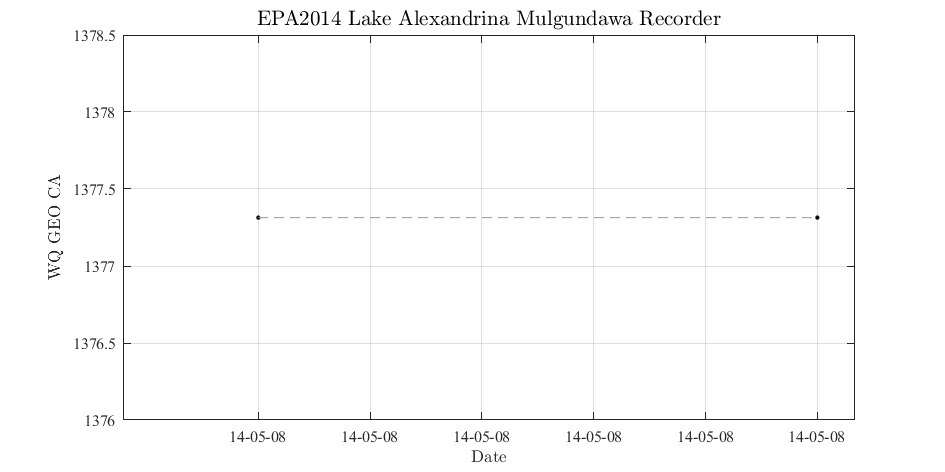 EPA2014 Lake Alexandrina Mulgundawa Recorder
1378.5
1378
1377.5
1377
1376.5
1376
WQ GEO CA
14-05-08 14-05-08 14-05-08 14-05-08 14-05-08 14-05-08
Date